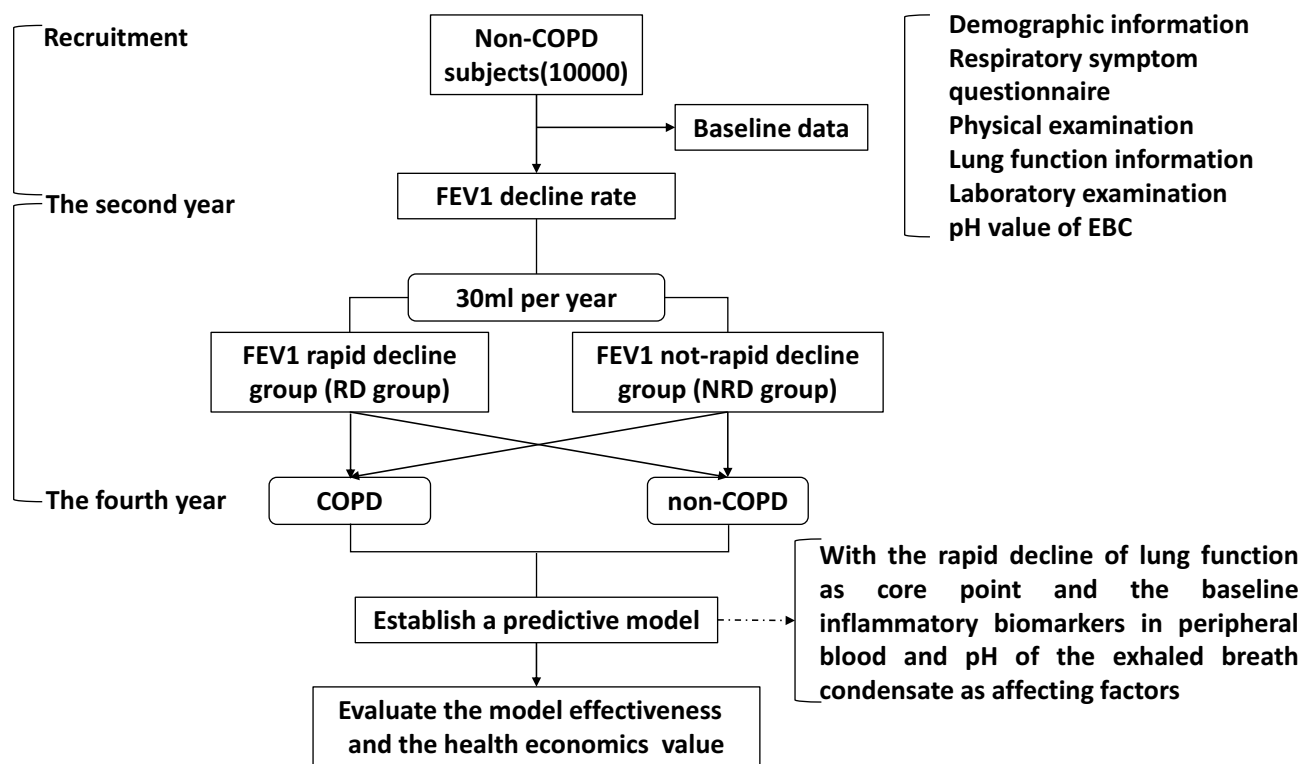 Recruitment
Non-COPD
subjects(10000)
Baseline data
Demographic information
Respiratory symptom
questionnaire
Physical examination
Lung function information
Laboratory examination
pH value of EBC
The second year
FEV1 decline rate
30ml per year
FEV1 rapid decline
group (RD group)
FEV1 not-rapid decline
group (NRD group)
The fourth year
COPD
non-COPD
Establish a predictive model
With the rapid decline of lung function
as core point and the baseline
inflammatory biomarkers in peripheral
blood and pH of the exhaled breath
condensate as affecting factors
Evaluate the model effectiveness
and the health economics value